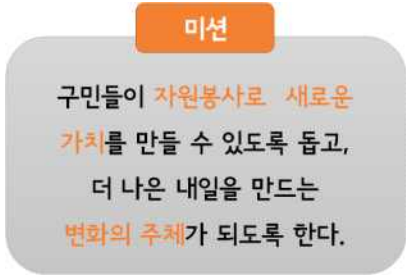 미션
구민들이 자원봉사로 새로운
가치를 만들 수 있도록 돕고,
더 나은 내일을 만드는
변화의 주체가 되도록 한다.